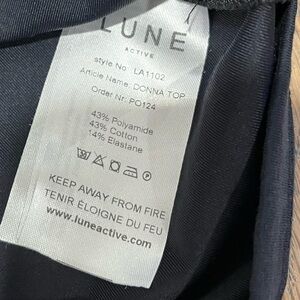 LUNE
ACTIVE
style No. LA1102
Article Name: DONNA TOP
Order Nr: PO124
43% Polyamide
43% Cotton
14% Elastane
KEEP AWAY FROM FIRE
TENIR ÉLOIGNE DU FEU
www.luneactive.com